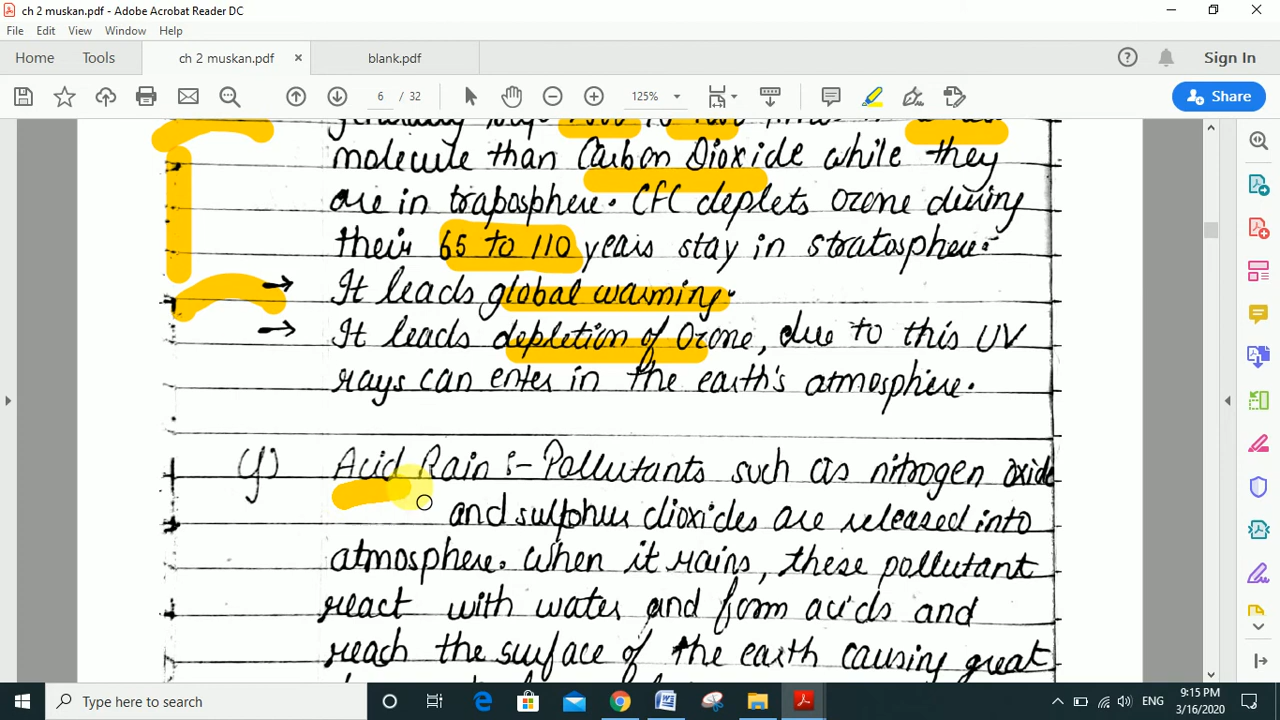 ch 2 muskan.pdf - Adobe Acrobat Reader DC
File Edit View Window Help
Home Tools ch 2 muskan.pdf × blank.pdf Sign In
6 / 32 125% Share
molecule than Carbon Dioxide while they
are in traposphere. CFC deplets ozone during
their 65 to 110 years stay in stratosphere.
→ It leads global warming.
→ It leads depletion of Ozone, due to this UV
rays can enter in the earth's atmosphere.
Acid Rain :- Pollutants such as nitrogen oxide
and sulphur dioxides are released into
atmosphere. When it rains, these pollutant
react with water and form acids and
reach the surface of the earth causing great
Type here to search
ENG
9:15 PM
3/16/2020